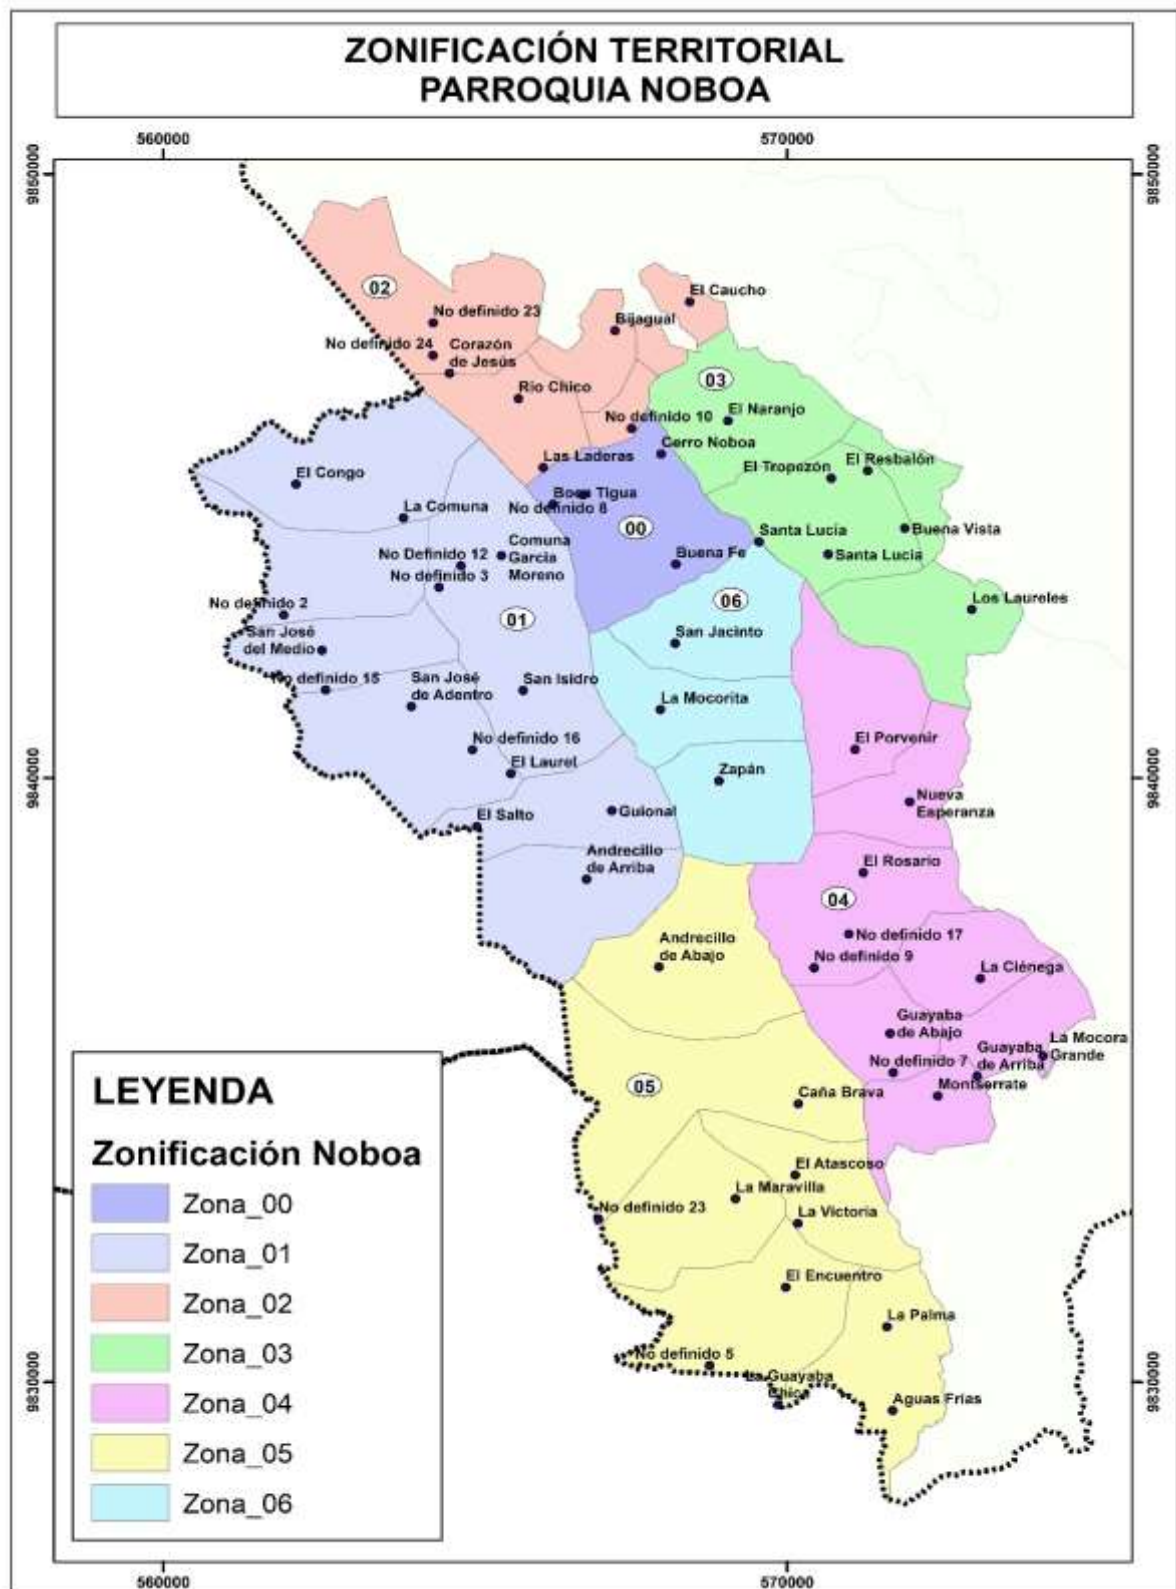 ZONIFICACIÓN TERRITORIAL
PARROQUIA NOBOA
560000
570000
9850000
9850000
02
El Caucho
No definido 23
Bijagual
No definido 24
Corazón
de Jesús
03
Rio Chico
El Naranjo
No definido 10
Cerro Noboa
Las Laderas
El Tropezón
El Resbalón
El Congo
Boca Tigua
No definido 8
La Comuna
00
Santa Lucia
Buena Vista
Comuna
Garcia
Moreno
No Definido 12
No definido 3
Buena Fe
Santa Lucia
No definido 2
06
Los Laureles
01
San José
del Medio
San Jacinto
No definido 15
San José
de Adentro
San Isidro
La Mocorita
No definido 16
El Porvenir
El Laurel
Zapán
9840000
9840000
Nueva
Esperanza
El Salto
Guional
Andrecillo
de Arriba
El Rosario
04
Andrecillo
de Abajo
No definido 17
No definido 9
La Ciénega
Guayaba
de Abajo
La Mocora
Grande
Guayaba
de Arriba
No definido 7
Montserrate
05
Caña Brava
El Atascoso
La Maravilla
No definido 23
La Victoria
El Encuentro
La Palma
No definido 5
La Guayaba
Chica
Aguas Frías
9830000
9830000
LEYENDA
Zonificación Noboa
Zona_00
Zona_01
Zona_02
Zona_03
Zona_04
Zona_05
Zona_06
560000
570000